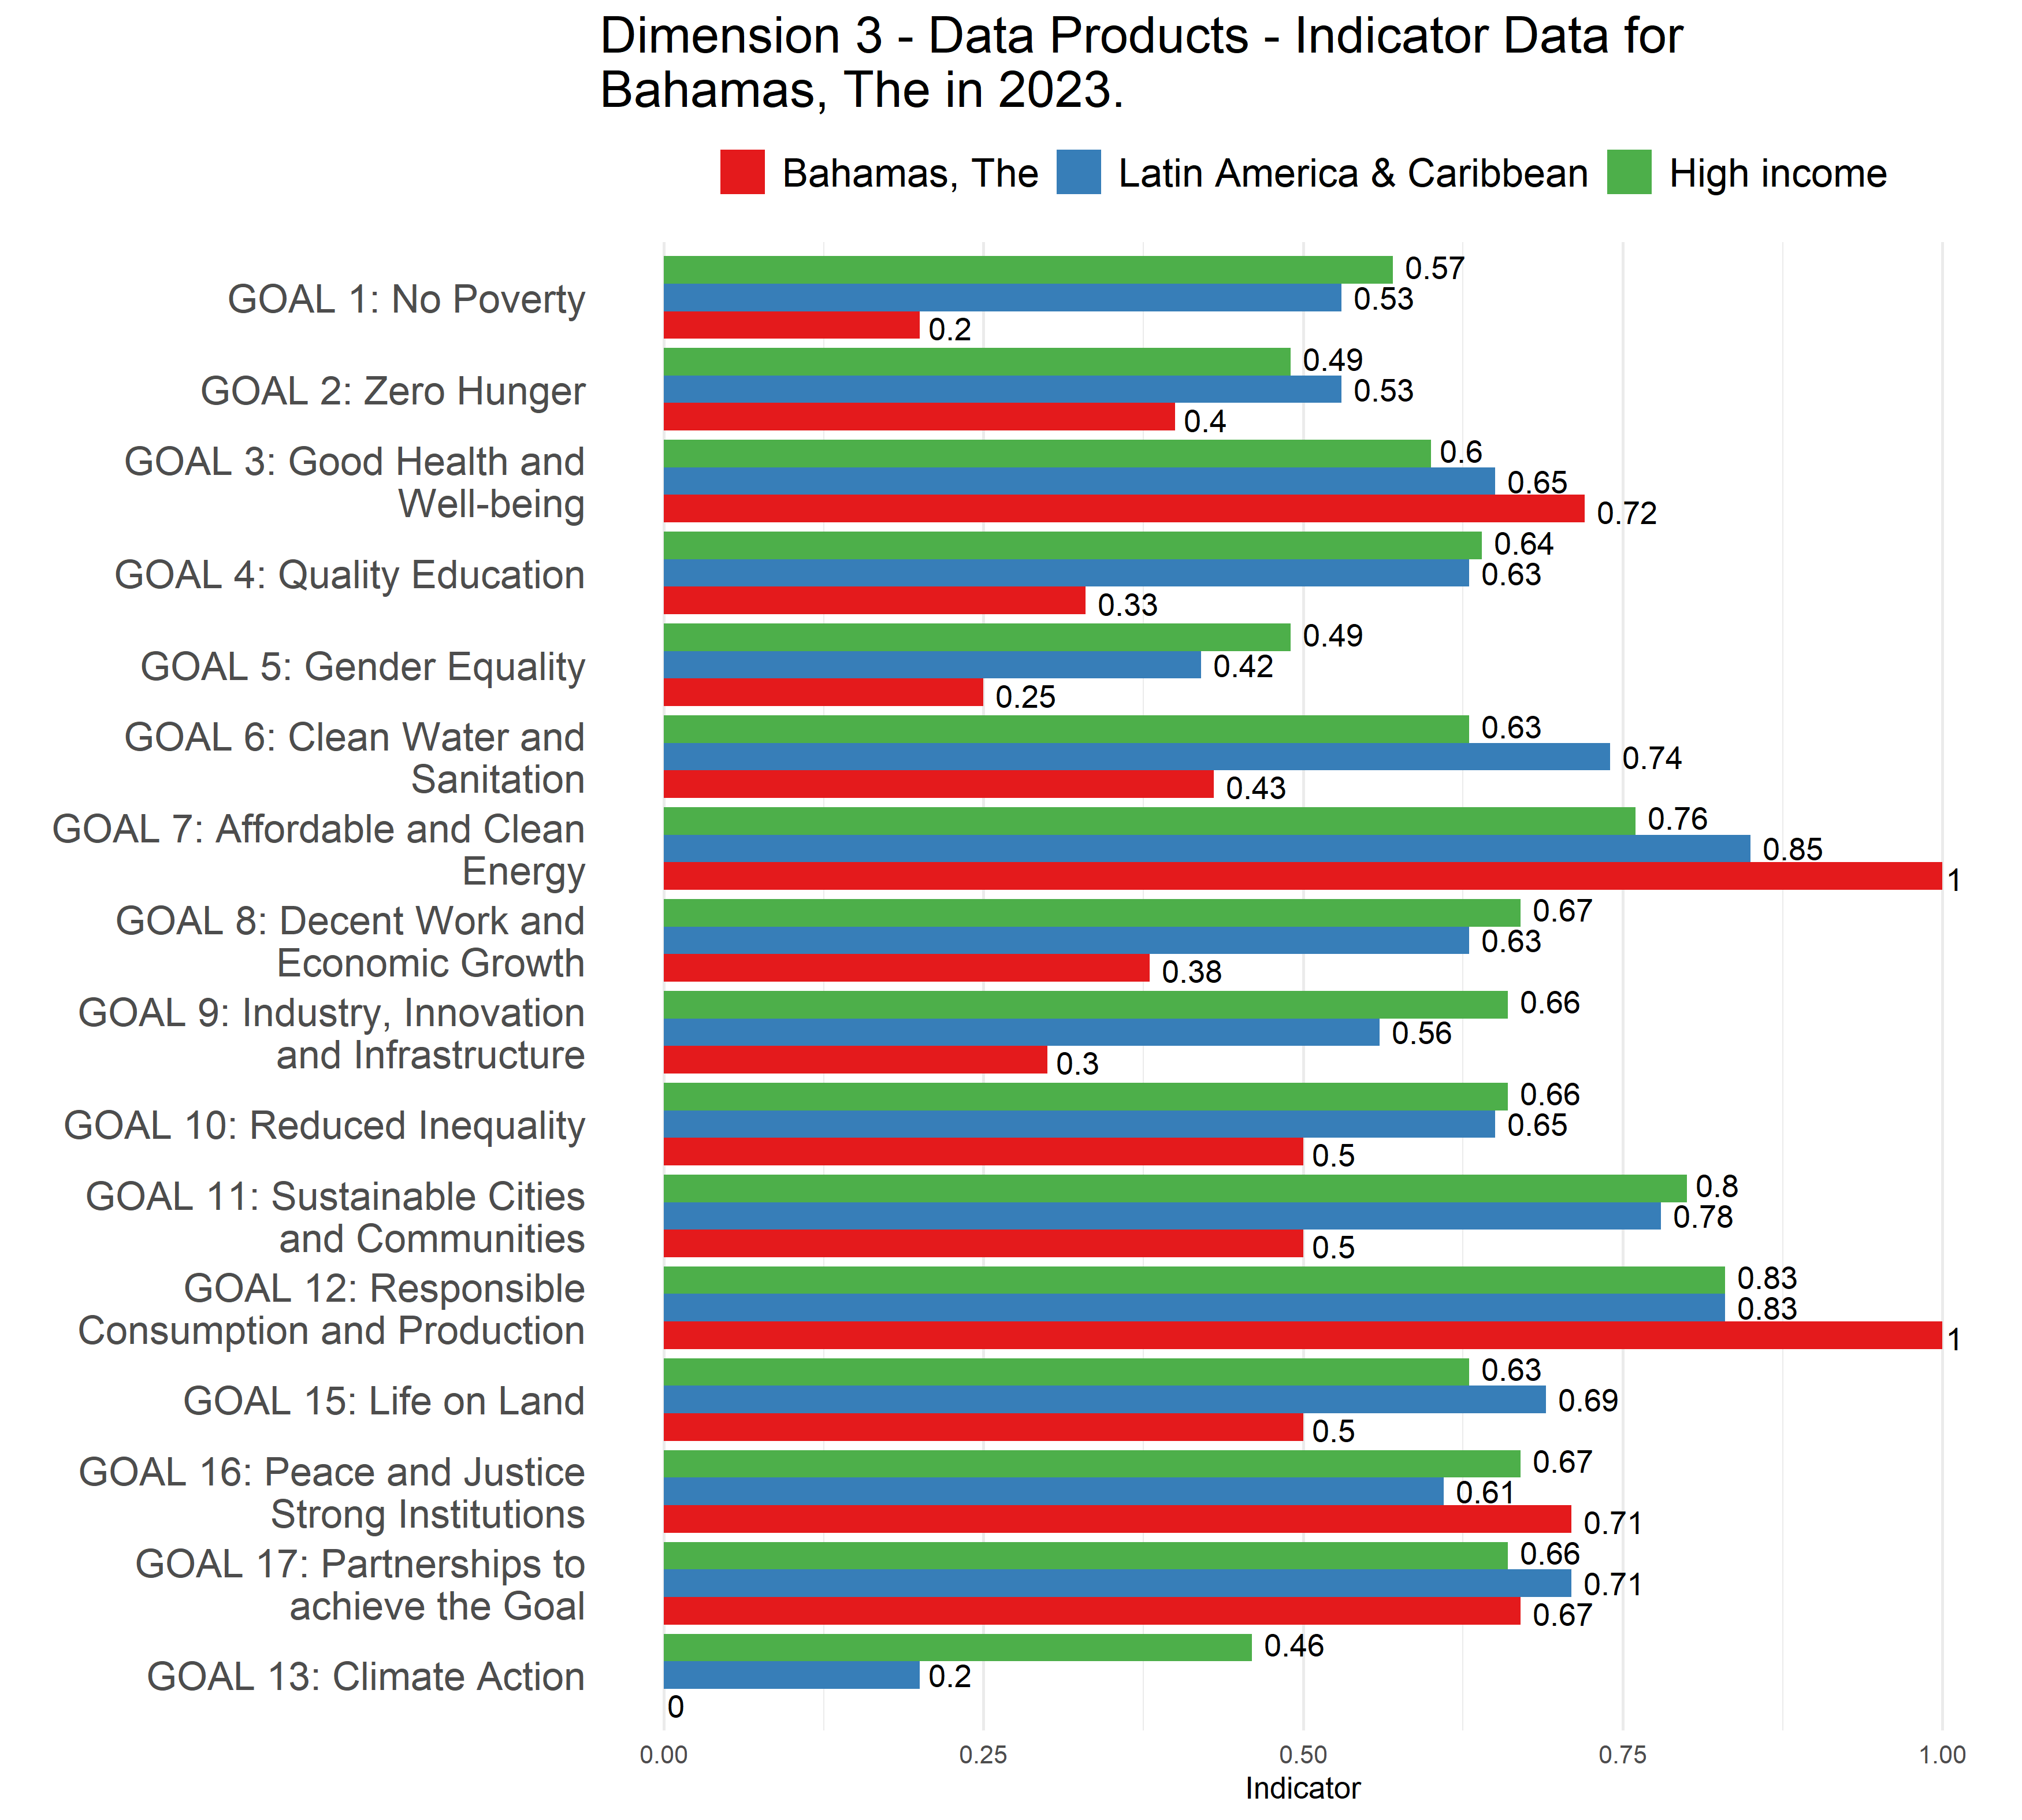 Dimension 3 - Data Products - Indicator Data for
Bahamas, The in 2023.
Bahamas, The Latin America & Caribbean High income
GOAL 1: No Poverty
0.57
0.53
0.2
GOAL 2: Zero Hunger
0.49
0.53
0.4
GOAL 3: Good Health and
Well-being
0.6
0.65
0.72
GOAL 4: Quality Education
0.64
0.63
0.33
GOAL 5: Gender Equality
0.49
0.42
0.25
GOAL 6: Clean Water and
Sanitation
0.63
0.74
0.43
GOAL 7: Affordable and Clean
Energy
0.76
0.85
1
GOAL 8: Decent Work and
Economic Growth
0.67
0.63
0.38
GOAL 9: Industry, Innovation
and Infrastructure
0.66
0.56
0.3
GOAL 10: Reduced Inequality
0.66
0.65
0.5
GOAL 11: Sustainable Cities
and Communities
0.8
0.78
0.5
GOAL 12: Responsible
Consumption and Production
0.83
0.83
1
GOAL 15: Life on Land
0.63
0.69
0.5
GOAL 16: Peace and Justice
Strong Institutions
0.67
0.61
0.71
GOAL 17: Partnerships to
achieve the Goal
0.66
0.71
0.67
GOAL 13: Climate Action
0.46
0.2
0
0.00 0.25 0.50 0.75 1.00
Indicator